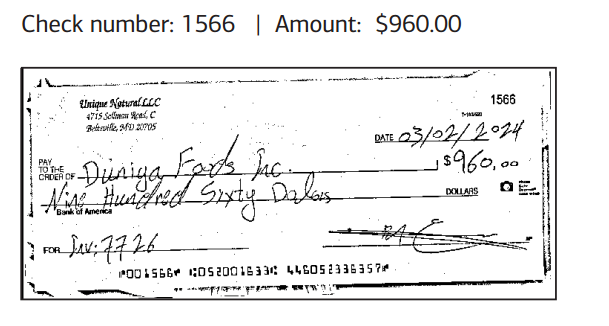 Check number: 1566 | Amount: $960.00
Unique Natural LLC
4715 Sellman Road, C
Beltsville, MD 20705
1566
DATE 03/02/2024
PAY TO THE ORDER OF Duniga Foods Inc.
$960,00
Nine Hundred Sixty Dalors
DOLLARS
Bank of America
FOR Inv: 7726
⑈001566⑈ ⑆052001633⑆ 446052336357⑈